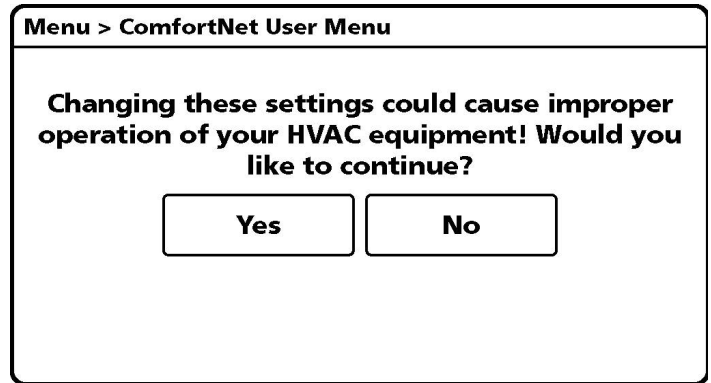 Menu > ComfortNet User Menu
Changing these settings could cause improper
operation of your HVAC equipment! Would you
like to continue?
Yes No